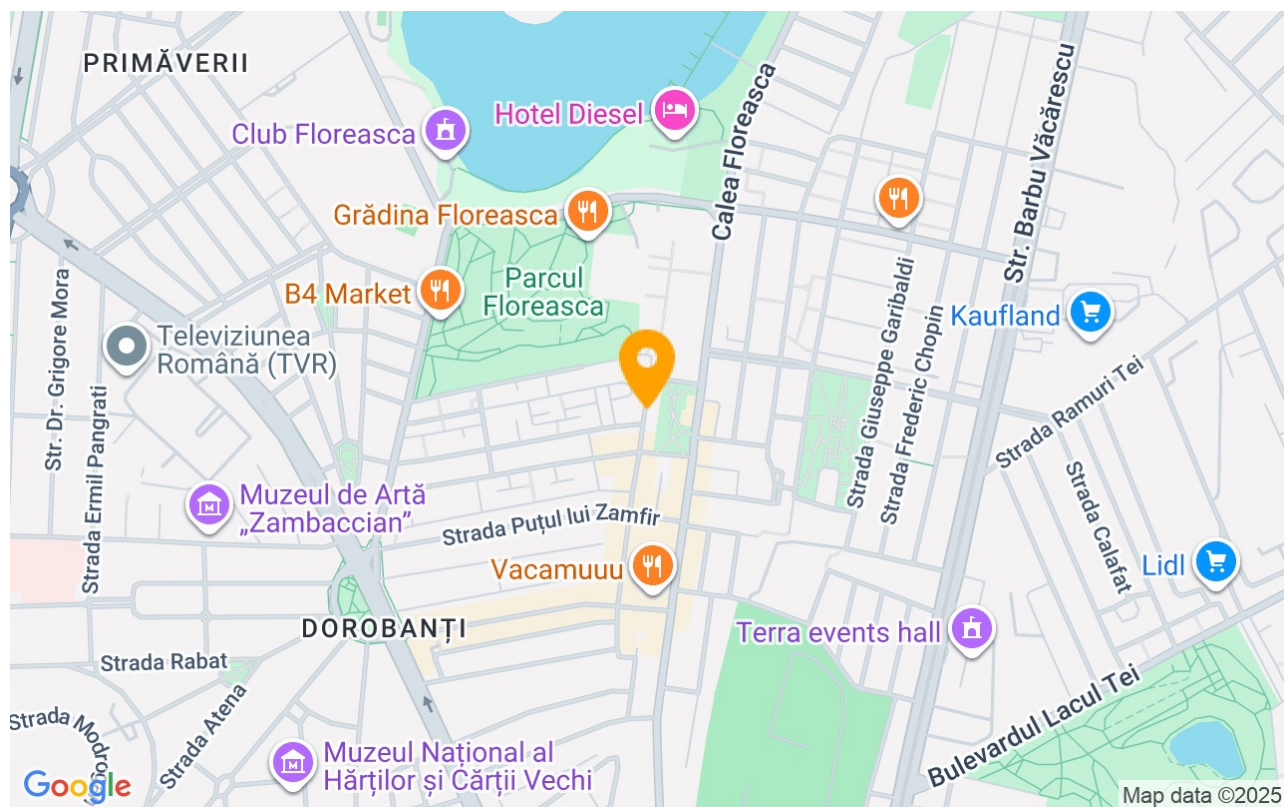 PRIMĂVERII
Club Floreasca
Hotel Diesel
Calea Floreasca
Str. Barbu Văcărescu
Grădina Floreasca
B4 Market
Parcul
Floreasca
Strada Giuseppe Garibaldi
Strada Frederic Chopin
Kaufland
Str. Dr. Grigore Mora
Strada Ermil Pangrati
Televiziunea
Română (TVR)
Strada Ramuri Tei
Strada Calafat
Muzeul de Artă
„Zambaccian”
Strada Puțul lui Zamfir
Vacamuuu
Lidl
DOROBANȚI
Terra events hall
Strada Rabat
Strada Atena
Bulevardul Lacul Tei
Muzeul Național al
Hărților și Cărții Vechi
Google
Map data ©2025